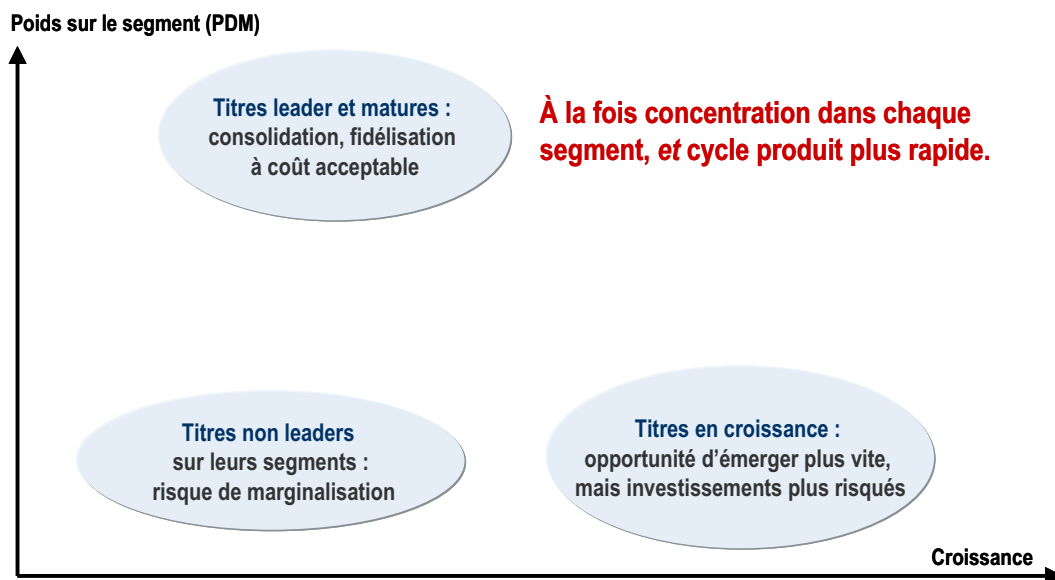 Poids sur le segment (PDM)
Titres leader et matures :
consolidation, fidélisation
à coût acceptable
À la fois concentration dans chaque
segment, et cycle produit plus rapide.
Titres non leaders
sur leurs segments :
risque de marginalisation
Titres en croissance :
opportunité d’émerger plus vite,
mais investissements plus risqués
Croissance